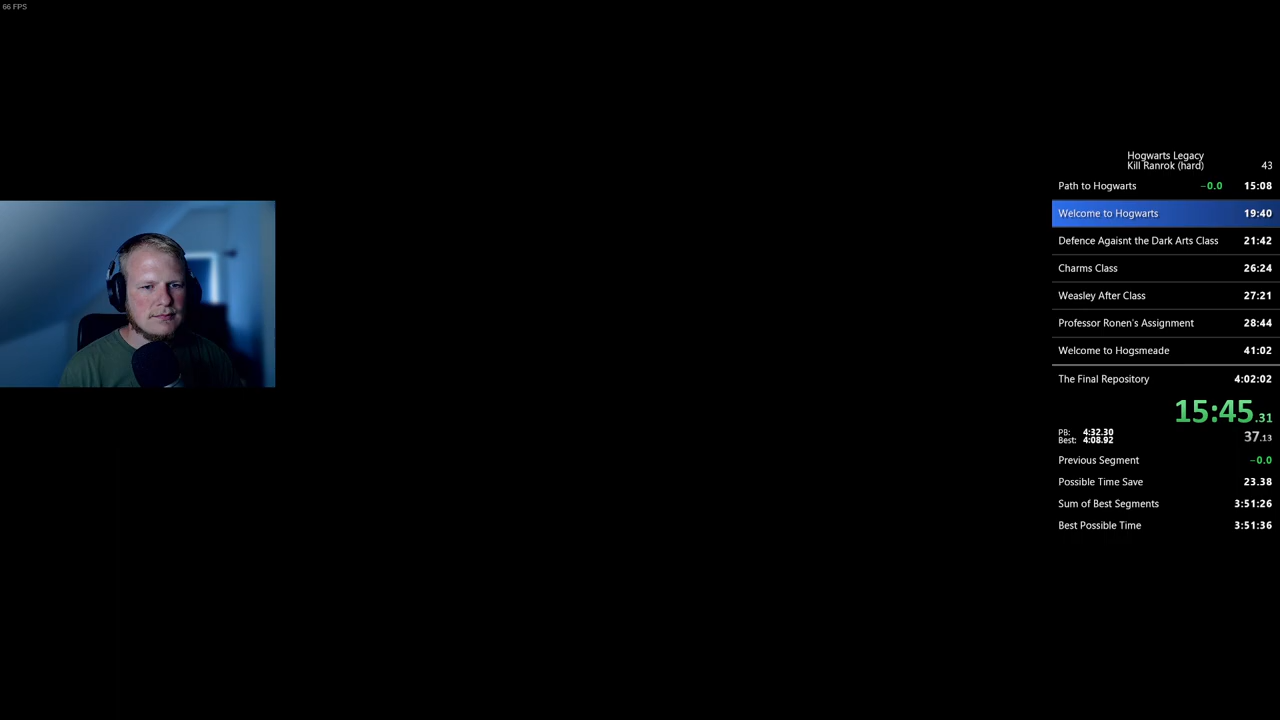 66 FPS
Hogwarts Legacy
Kill Ranrok (hard) 43
Path to Hogwarts −0.0 15:08
Welcome to Hogwarts 19:40
Defence Agaisnt the Dark Arts Class 21:42
Charms Class 26:24
Weasley After Class 27:21
Professor Ronen's Assignment 28:44
Welcome to Hogsmeade 41:02
The Final Repository 4:02:02
15:45.31
PB: 4:32.30
Best: 4:08.92
37.13
Previous Segment −0.0
Possible Time Save 23.38
Sum of Best Segments 3:51:26
Best Possible Time 3:51:36